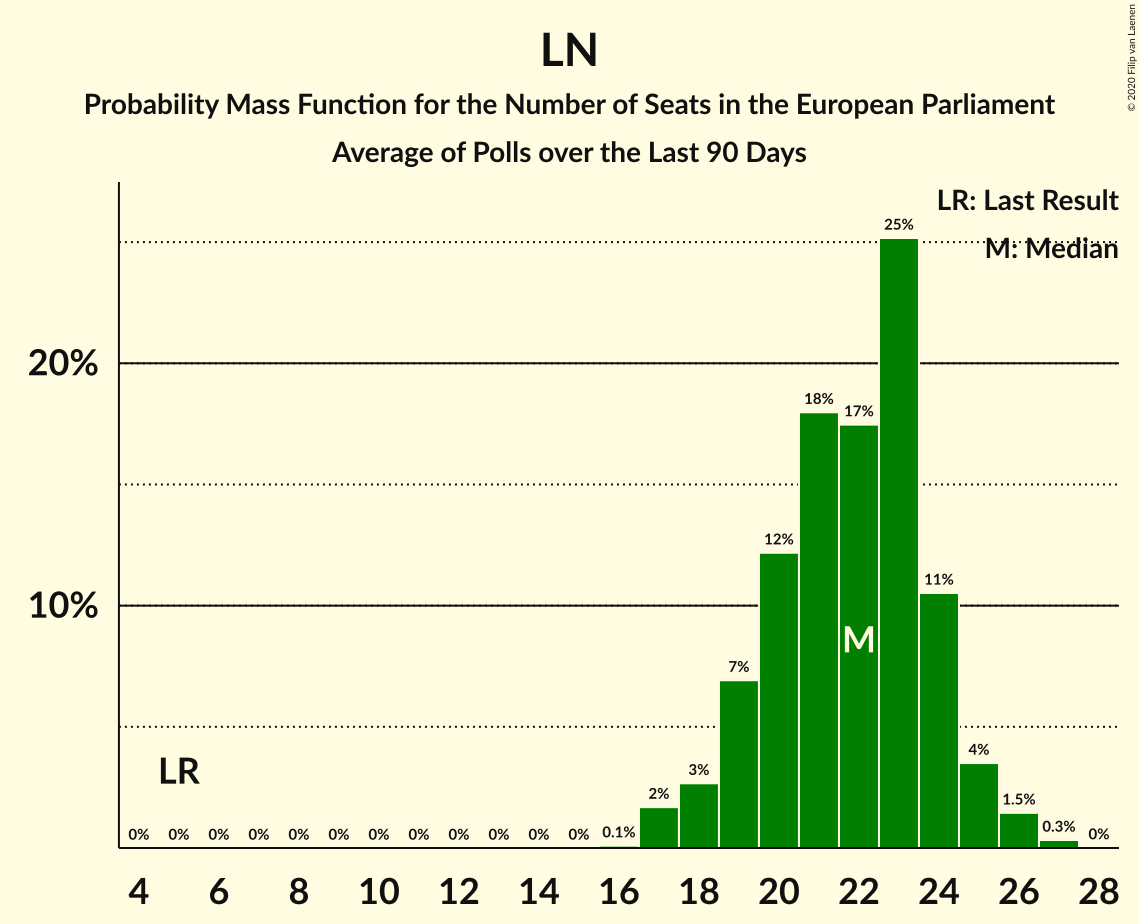 LN
Probability Mass Function for the Number of Seats in the European Parliament
Average of Polls over the Last 90 Days
© 2020 Filip van Laenen
LR: Last Result
M: Median
25%
20%
18%
17%
12%
11%
10%
M
7%
LR
3%
4%
2%
1.5%
0% 0% 0% 0% 0% 0% 0% 0% 0% 0% 0% 0% 0.1% 0.3% 0%
4 6 8 10 12 14 16 18 20 22 24 26 28